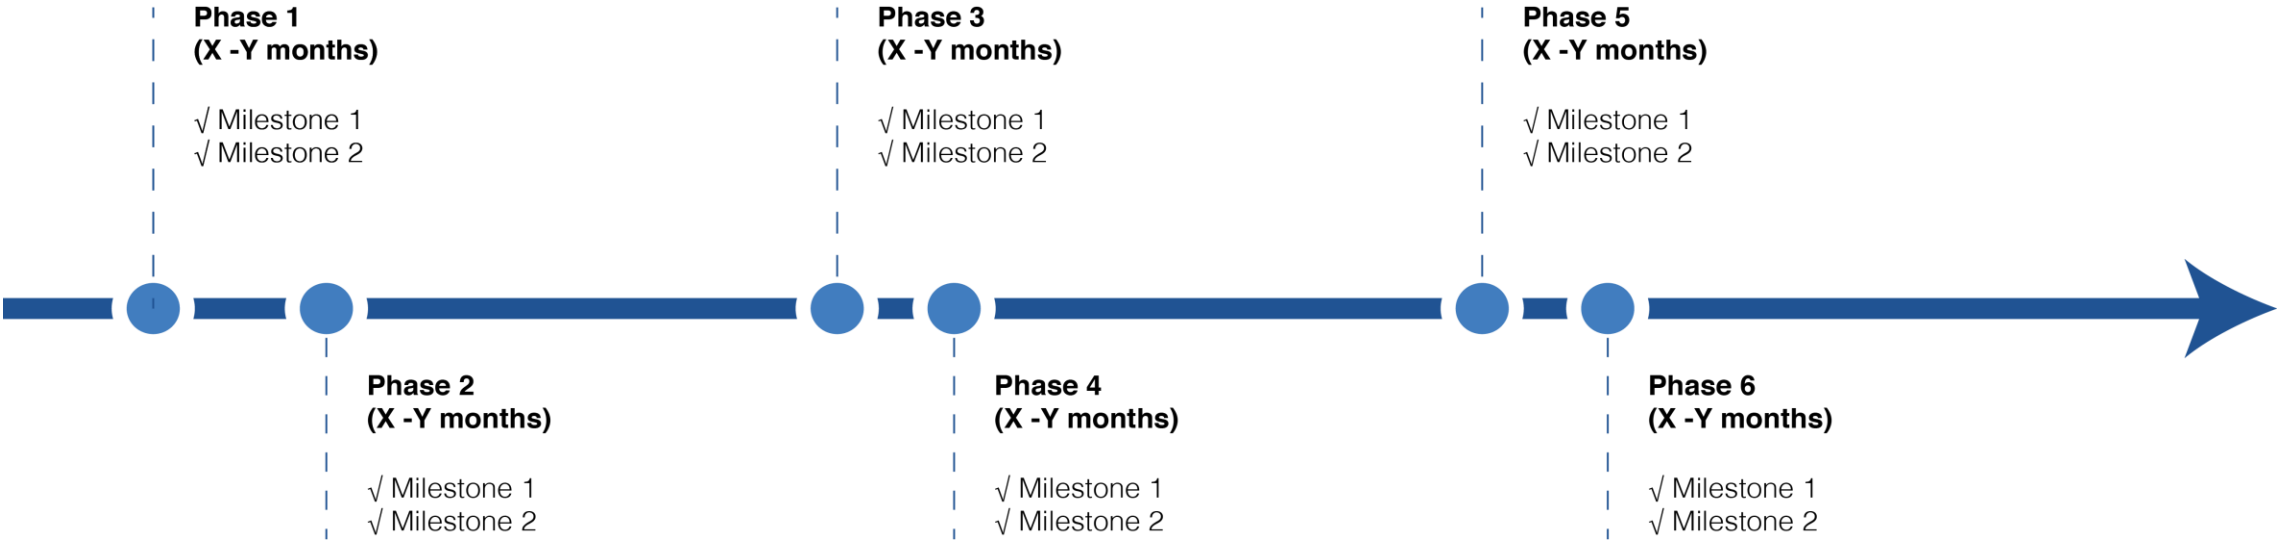 Phase 1
(X -Y months)
√ Milestone 1
√ Milestone 2
Phase 2
(X -Y months)
√ Milestone 1
√ Milestone 2
Phase 3
(X -Y months)
√ Milestone 1
√ Milestone 2
Phase 4
(X -Y months)
√ Milestone 1
√ Milestone 2
Phase 5
(X -Y months)
√ Milestone 1
√ Milestone 2
Phase 6
(X -Y months)
√ Milestone 1
√ Milestone 2